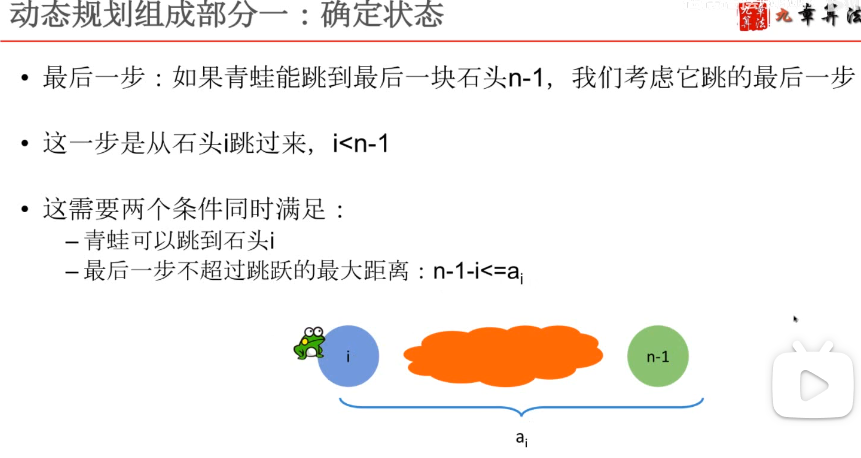 动态规划组成部分一：确定状态
九章算法
• 最后一步：如果青蛙能跳到最后一块石头n-1，我们考虑它跳的最后一步
• 这一步是从石头i跳过来，i<n-1
• 这需要两个条件同时满足：
– 青蛙可以跳到石头i
– 最后一步不超过跳跃的最大距离：n-1-i<=ai
i
n-1
ai